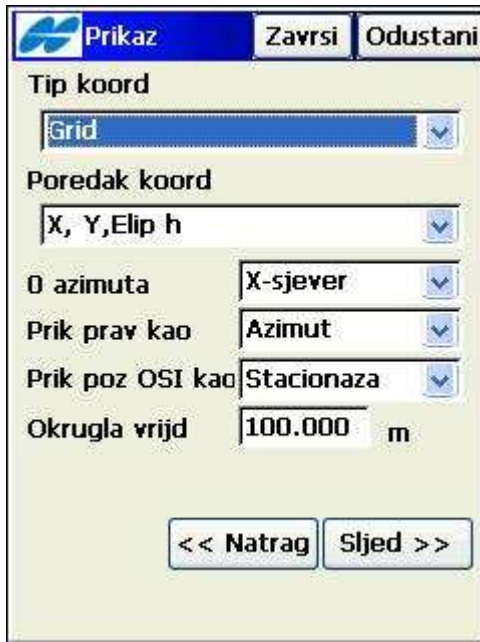 Prikaz Zavrsi Odustani
Tip koord
Grid
Poredak koord
X, Y,Elip h
0 azimuta X-sjever
Prik prav kao Azimut
Prik poz OSI kao Stacionaza
Okrugla vrijd 100.000 m
<< Natrag Sljed >>